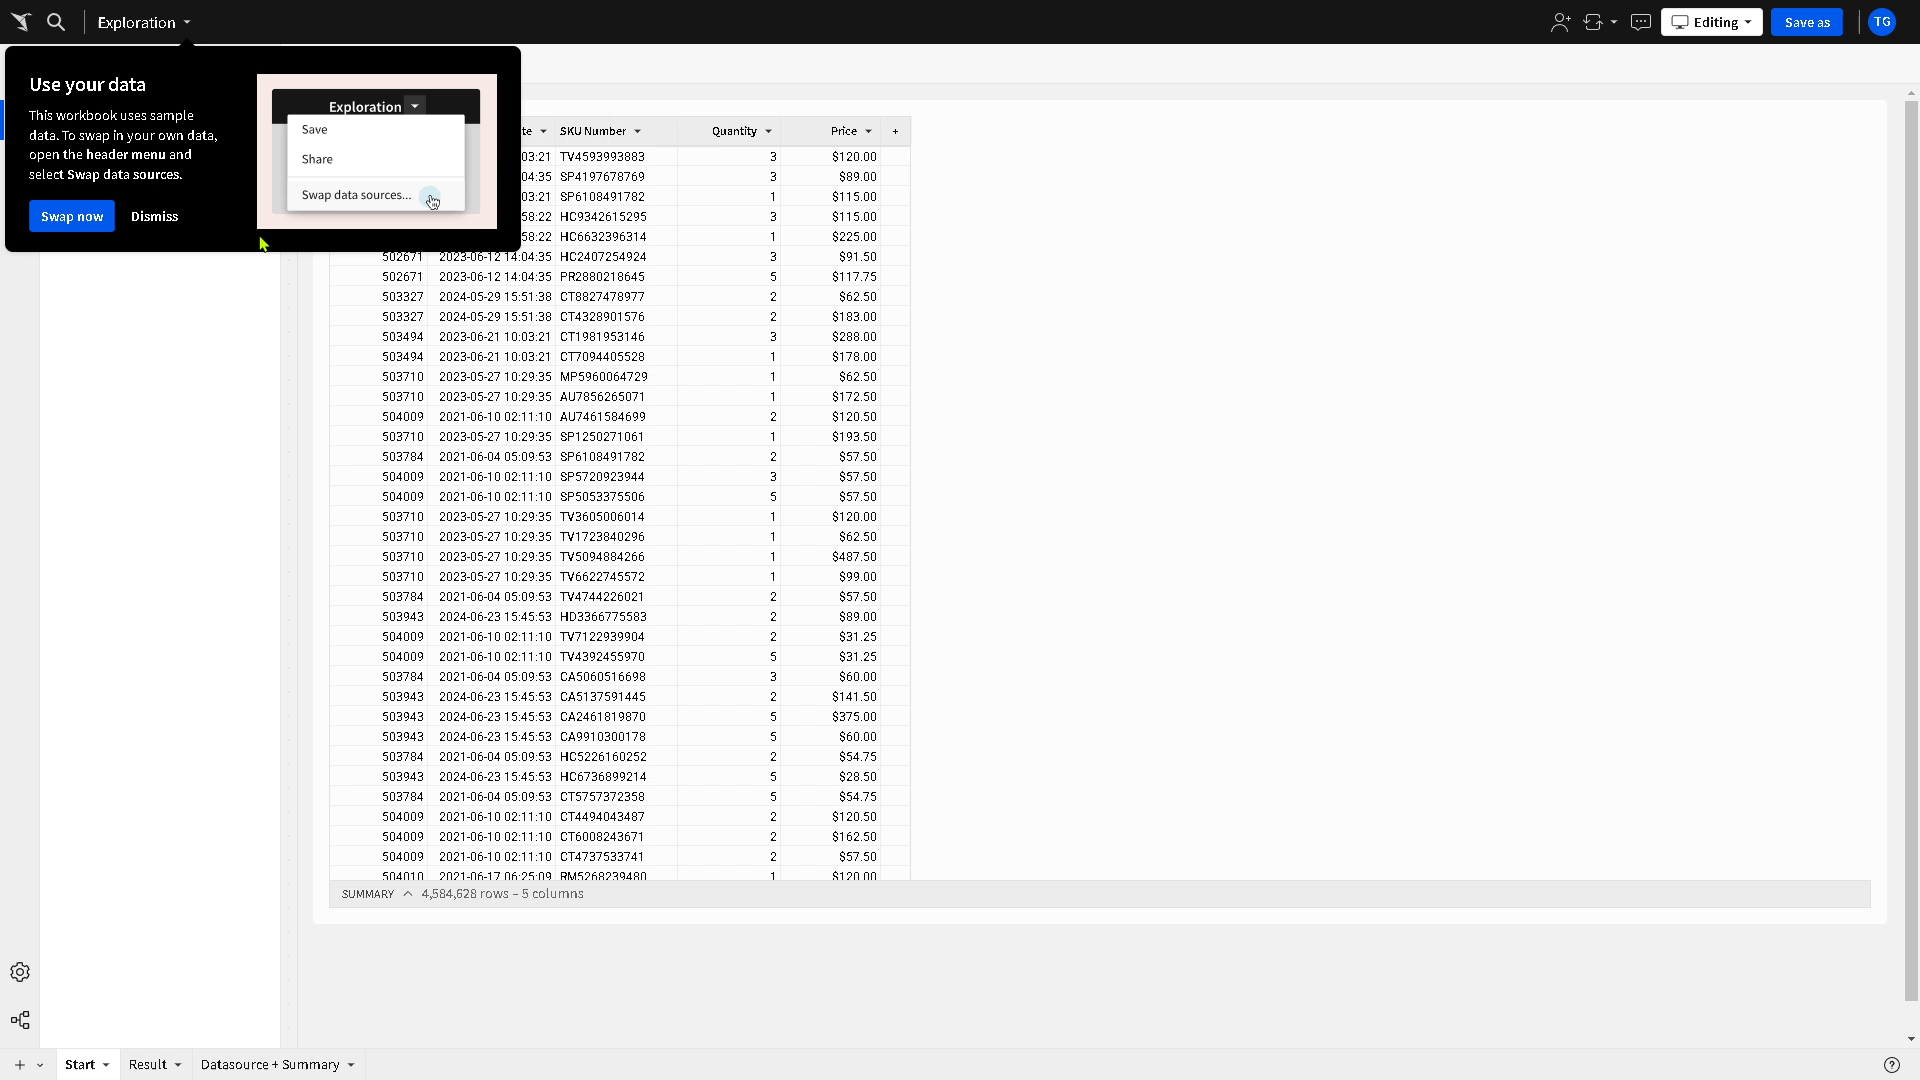 Exploration
Editing
Save as
TG
Use your data
This workbook uses sample
data. To swap in your own data,
open the header menu and
select Swap data sources.
Swap now
Dismiss
Exploration
Save
Share
Swap data sources...
te SKU Number Quantity Price +
03:21 TV4593993883 3 $120.00
04:35 SP4197678769 3 $89.00
03:21 SP6108491782 1 $115.00
58:22 HC9342615295 3 $115.00
58:22 HC6632396314 1 $225.00
502671 2023-06-12 14:04:35 HC2407254924 3 $91.50
502671 2023-06-12 14:04:35 PR2880218645 5 $117.75
503327 2024-05-29 15:51:38 CT8827478977 2 $62.50
503327 2024-05-29 15:51:38 CT4328901576 2 $183.00
503494 2023-06-21 10:03:21 CT1981953146 3 $288.00
503494 2023-06-21 10:03:21 CT7094405528 1 $178.00
503710 2023-05-27 10:29:35 MP5960064729 1 $62.50
503710 2023-05-27 10:29:35 AU7856265071 1 $172.50
504009 2021-06-10 02:11:10 AU7461584699 2 $120.50
503710 2023-05-27 10:29:35 SP1250271061 1 $193.50
503784 2021-06-04 05:09:53 SP6108491782 2 $57.50
504009 2021-06-10 02:11:10 SP5720923944 3 $57.50
504009 2021-06-10 02:11:10 SP5053375506 5 $57.50
503710 2023-05-27 10:29:35 TV3605006014 1 $120.00
503710 2023-05-27 10:29:35 TV1723840296 1 $62.50
503710 2023-05-27 10:29:35 TV5094884266 1 $487.50
503710 2023-05-27 10:29:35 TV6622745572 1 $99.00
503784 2021-06-04 05:09:53 TV4744226021 2 $57.50
503943 2024-06-23 15:45:53 HD3366775583 2 $89.00
504009 2021-06-10 02:11:10 TV7122939904 2 $31.25
504009 2021-06-10 02:11:10 TV4392455970 5 $31.25
503784 2021-06-04 05:09:53 CA5060516698 3 $60.00
503943 2024-06-23 15:45:53 CA5137591445 2 $141.50
503943 2024-06-23 15:45:53 CA2461819870 5 $375.00
503943 2024-06-23 15:45:53 CA9910300178 5 $60.00
503784 2021-06-04 05:09:53 HC5226160252 2 $54.75
503943 2024-06-23 15:45:53 HC6736899214 5 $28.50
503784 2021-06-04 05:09:53 CT5757372358 5 $54.75
504009 2021-06-10 02:11:10 CT4494043487 2 $120.50
504009 2021-06-10 02:11:10 CT6008243671 2 $162.50
504009 2021-06-10 02:11:10 CT4737533741 2 $57.50
504010 2021-06-17 06:25:09 RM5268239480 1 $120.00
SUMMARY 4,584,628 rows – 5 columns
+ Start Result Datasource + Summary